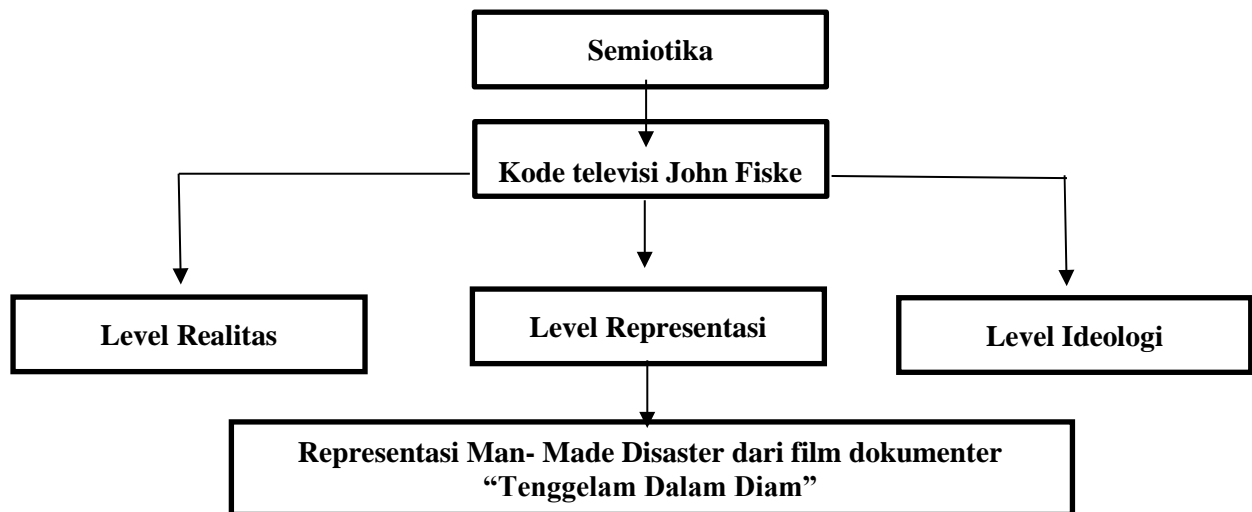 Semiotika
Kode televisi John Fiske
Level Realitas
Level Representasi
Level Ideologi
Representasi Man- Made Disaster dari film dokumenter
“Tenggelam Dalam Diam”